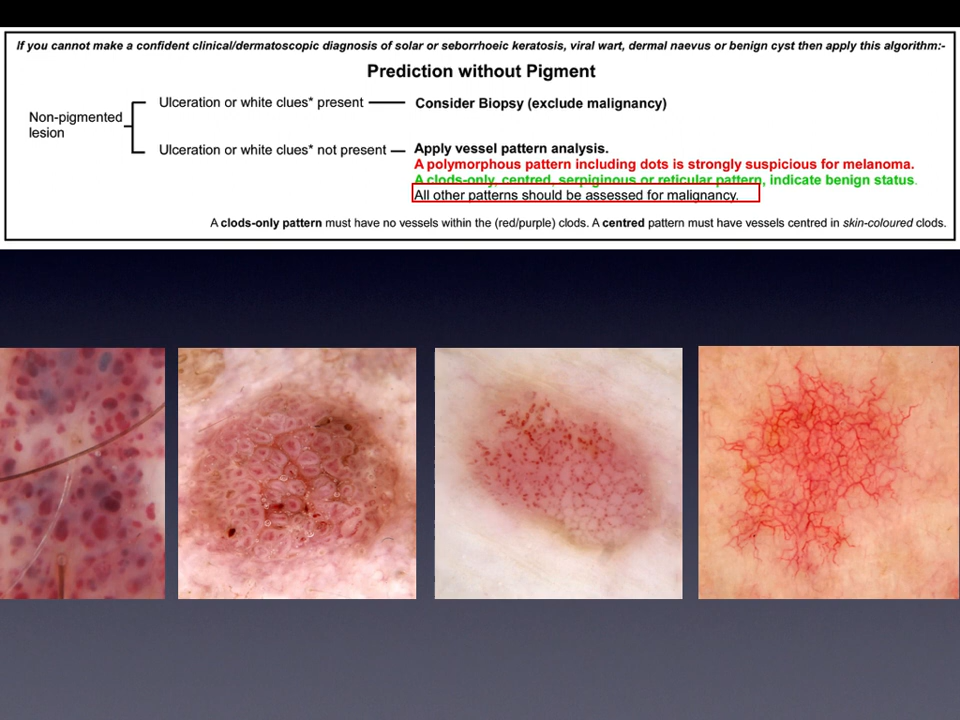 If you cannot make a confident clinical/dermatoscopic diagnosis of solar or seborrhoeic keratosis, viral wart, dermal naevus or benign cyst then apply this algorithm:-
Prediction without Pigment
Ulceration or white clues* present
Consider Biopsy (exclude malignancy)
Non-pigmented
lesion
Ulceration or white clues* not present
Apply vessel pattern analysis.
A polymorphous pattern including dots is strongly suspicious for melanoma.
A clods-only, centred, serpiginous or reticular pattern, indicate benign status.
All other patterns should be assessed for malignancy.
A clods-only pattern must have no vessels within the (red/purple) clods. A centred pattern must have vessels centred in skin-coloured clods.